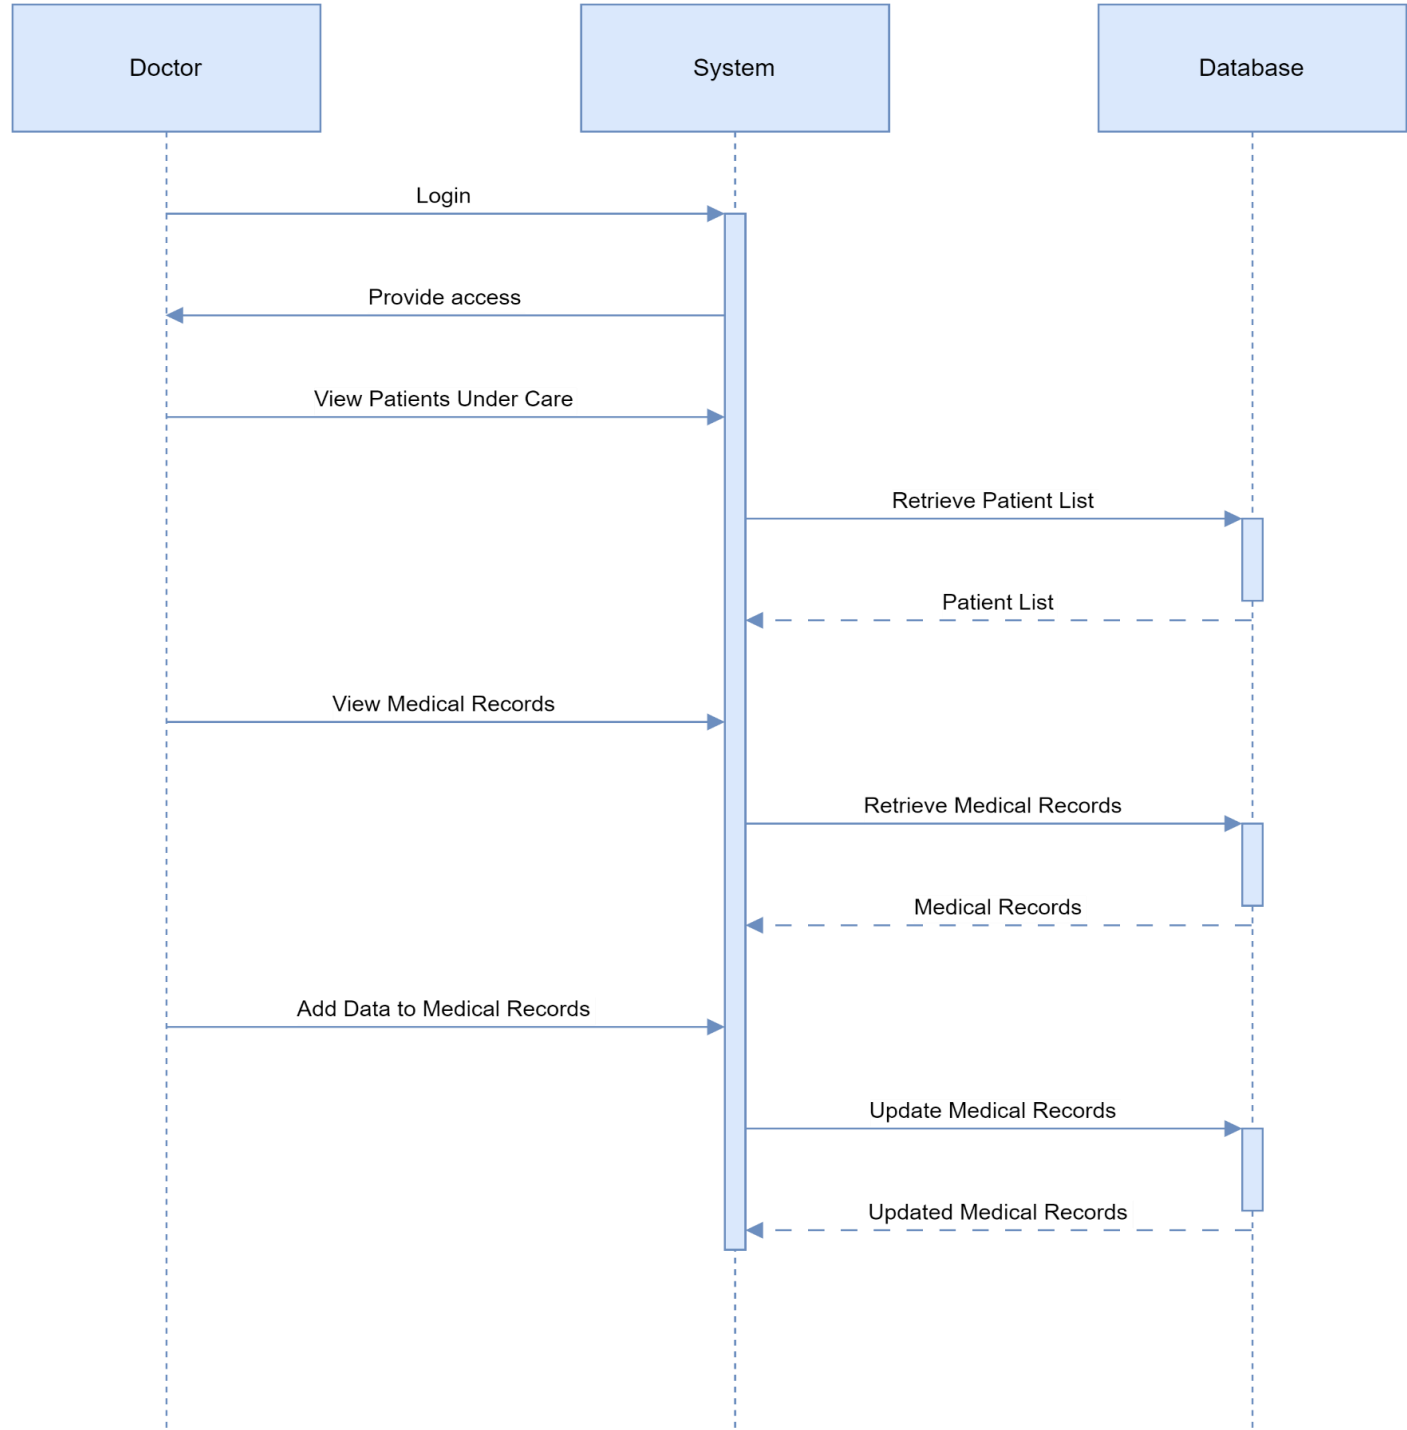 Doctor
System
Database
Login
Provide access
View Patients Under Care
Retrieve Patient List
Patient List
View Medical Records
Retrieve Medical Records
Medical Records
Add Data to Medical Records
Update Medical Records
Updated Medical Records